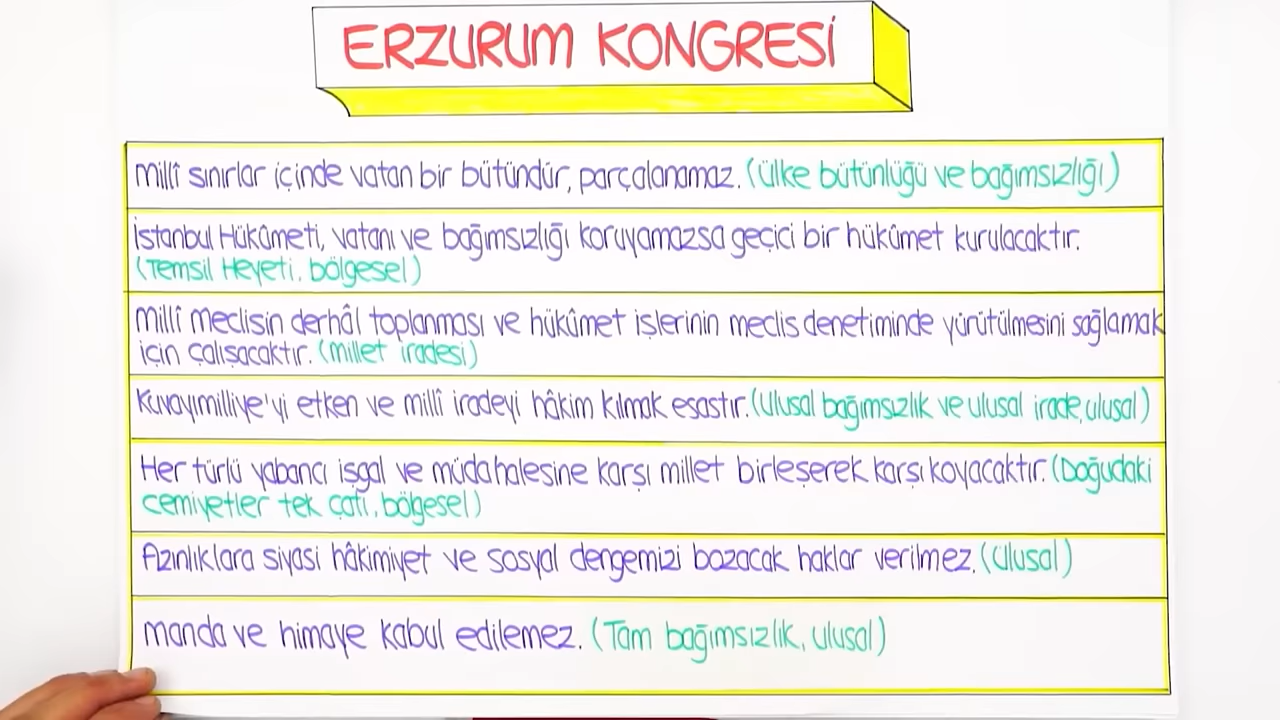 ERZURUM KONGRESİ
Millî sınırlar içinde vatan bir bütündür, parçalanamaz. (Ülke bütünlüğü ve bağımsızlığı)
İstanbul Hükûmeti, vatanı ve bağımsızlığı koruyamazsa geçici bir hükûmet kurulacaktır.
(Temsil Heyeti. bölgesel)
Millî meclisin derhâl toplanması ve hükûmet işlerinin meclis denetiminde yürütülmesini sağlamak
için çalışacaktır. (millet iradesi)
Kuvayımilliye'yi etken ve millî iradeyi hâkim kılmak esastır. (Ulusal bağımsızlık ve ulusal irade, ulusal)
Her türlü yabancı işgal ve müdahalesine karşı millet birleşerek karşı koyacaktır. (Doğudaki
cemiyetler tek çatı. bölgesel)
Azınlıklara siyasi hâkimiyet ve sosyal dengemizi bozacak haklar verilmez. (Ulusal)
manda ve himaye kabul edilemez. (Tam bağımsızlık, ulusal)